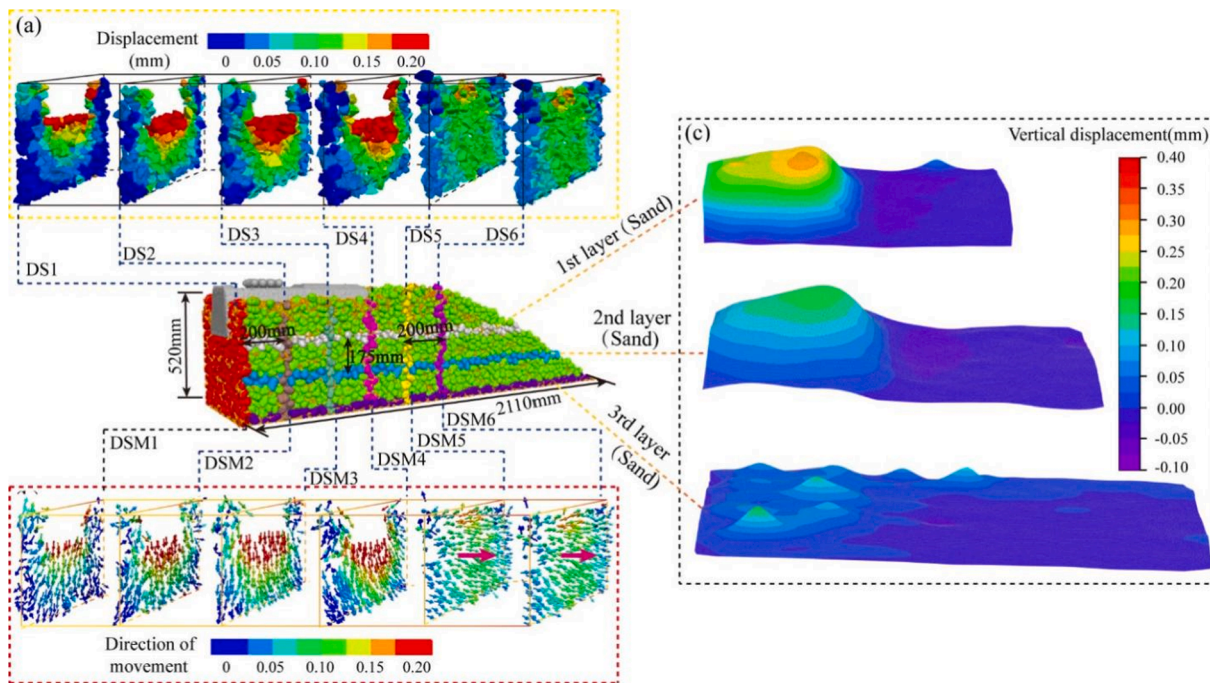 (a)
Displacement
(mm)
0 0.05 0.10 0.15 0.20
DS1
DS2
DS3
DS4
DS5
DS6
520mm
200mm
175mm
200mm
2110mm
1st layer (Sand)
2nd layer
(Sand)
3rd layer
(Sand)
DSM1
DSM2
DSM3
DSM4
DSM5
DSM6
Direction of
movement
0 0.05 0.10 0.15 0.20
(c)
Vertical displacement(mm)
0.40
0.35
0.30
0.25
0.20
0.15
0.10
0.05
0.00
-0.05
-0.10